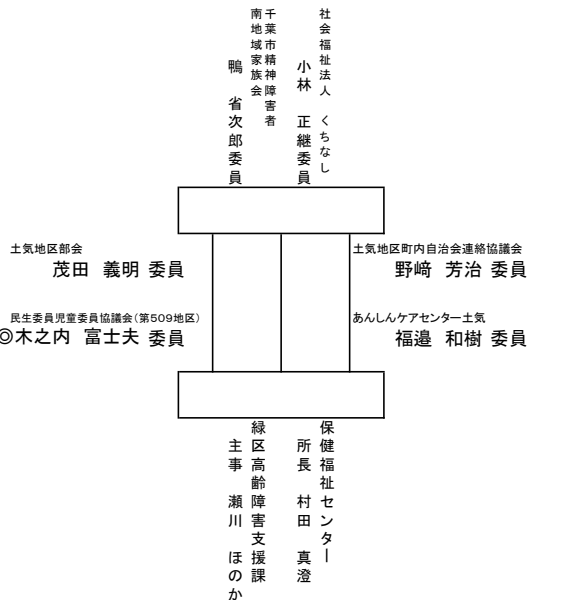 社会福祉法人　くちなし
小林　正継委員
千葉市精神障害者
南地域家族会
鴨　省次郎委員
土気地区部会
茂田　義明 委員
民生委員児童委員協議会(第509地区)
◎木之内　富士夫 委員
土気地区町内自治会連絡協議会
野﨑　芳治 委員
あんしんケアセンター土気
福邉　和樹 委員
保健福祉センター
所長　村田　真澄
緑区高齢障害支援課
主事　瀬川　ほのか